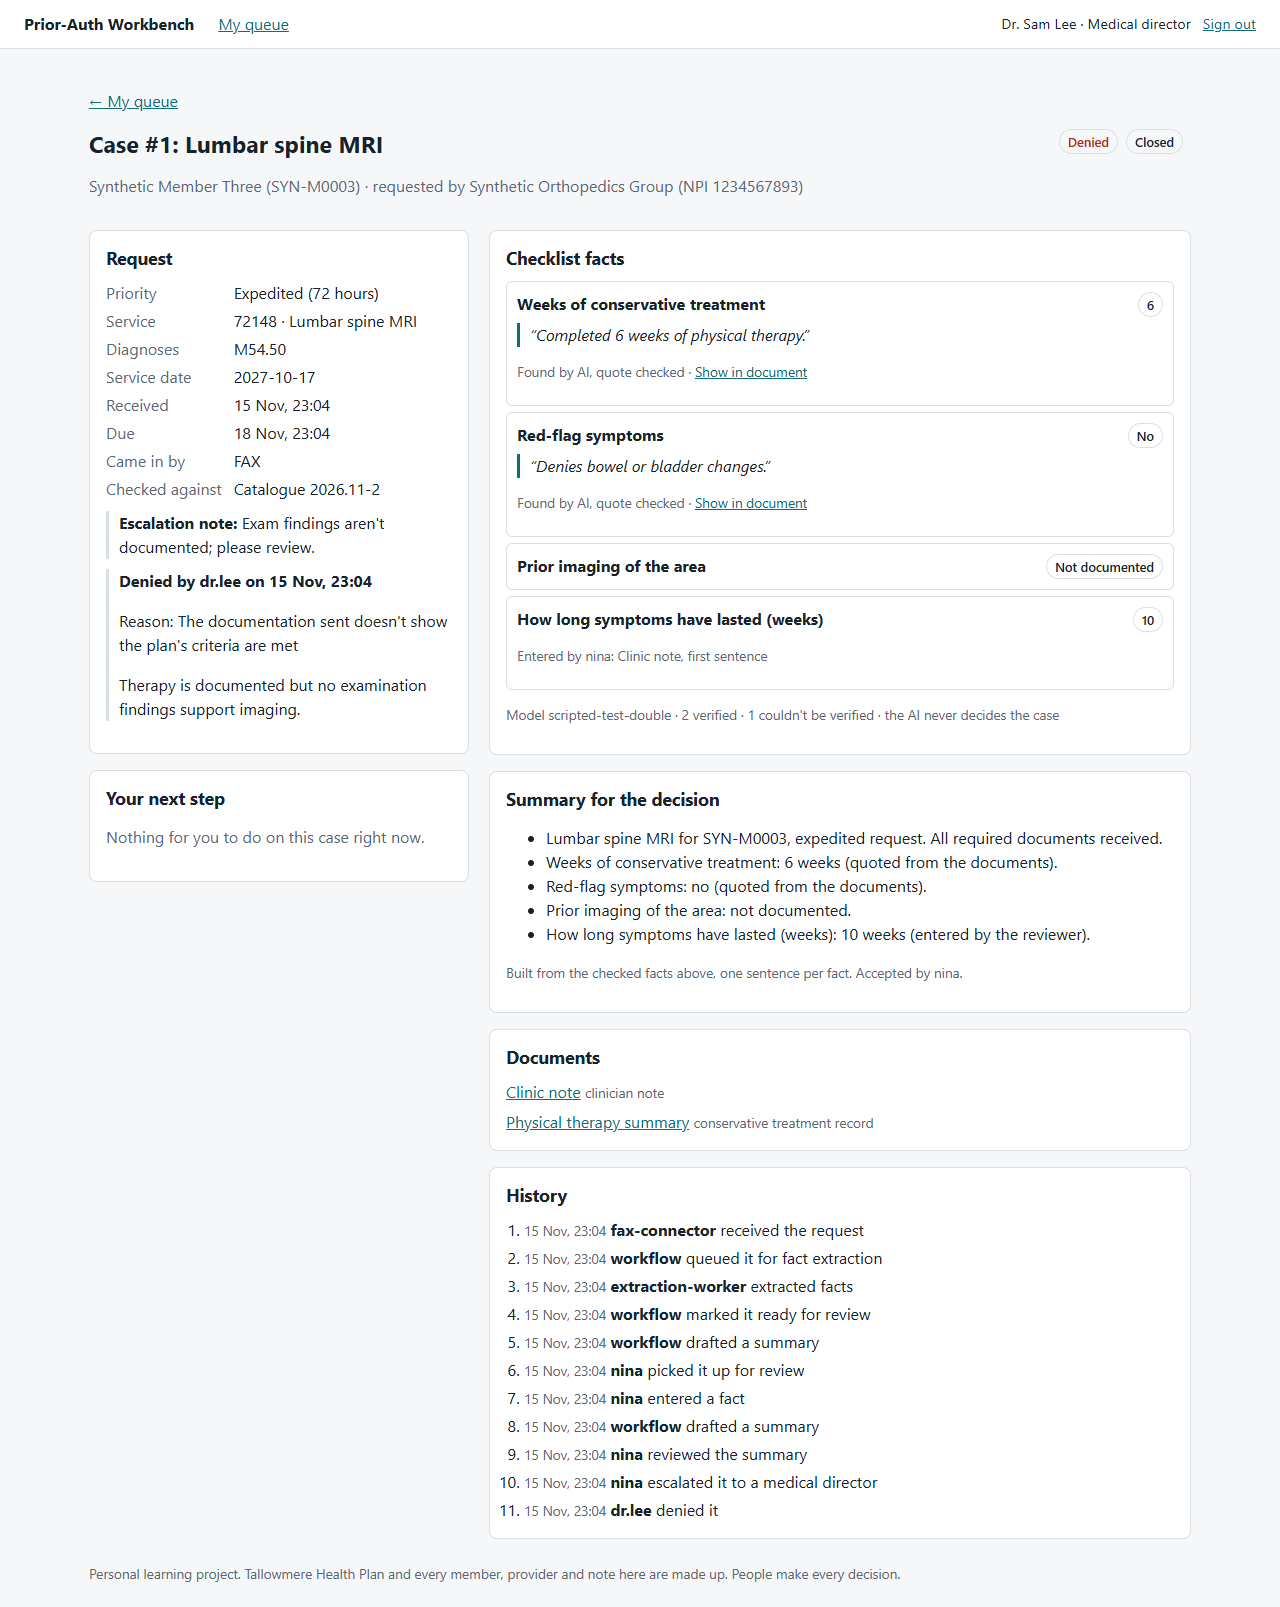 Prior-Auth Workbench My queue Dr. Sam Lee · Medical director Sign out
← My queue
Case #1: Lumbar spine MRI Denied Closed
Synthetic Member Three (SYN-M0003) · requested by Synthetic Orthopedics Group (NPI 1234567893)
Request
Priority Expedited (72 hours)
Service 72148 · Lumbar spine MRI
Diagnoses M54.50
Service date 2027-10-17
Received 15 Nov, 23:04
Due 18 Nov, 23:04
Came in by FAX
Checked against Catalogue 2026.11-2
Escalation note: Exam findings aren't
documented; please review.
Denied by dr.lee on 15 Nov, 23:04
Reason: The documentation sent doesn't show
the plan's criteria are met
Therapy is documented but no examination
findings support imaging.
Your next step
Nothing for you to do on this case right now.
Checklist facts
Weeks of conservative treatment 6
“Completed 6 weeks of physical therapy.”
Found by AI, quote checked · Show in document
Red-flag symptoms No
“Denies bowel or bladder changes.”
Found by AI, quote checked · Show in document
Prior imaging of the area Not documented
How long symptoms have lasted (weeks) 10
Entered by nina: Clinic note, first sentence
Model scripted-test-double · 2 verified · 1 couldn't be verified · the AI never decides the case
Summary for the decision
• Lumbar spine MRI for SYN-M0003, expedited request. All required documents received.
• Weeks of conservative treatment: 6 weeks (quoted from the documents).
• Red-flag symptoms: no (quoted from the documents).
• Prior imaging of the area: not documented.
• How long symptoms have lasted (weeks): 10 weeks (entered by the reviewer).
Built from the checked facts above, one sentence per fact. Accepted by nina.
Documents
Clinic note clinician note
Physical therapy summary conservative treatment record
History
1. 15 Nov, 23:04 fax-connector received the request
2. 15 Nov, 23:04 workflow queued it for fact extraction
3. 15 Nov, 23:04 extraction-worker extracted facts
4. 15 Nov, 23:04 workflow marked it ready for review
5. 15 Nov, 23:04 workflow drafted a summary
6. 15 Nov, 23:04 nina picked it up for review
7. 15 Nov, 23:04 nina entered a fact
8. 15 Nov, 23:04 workflow drafted a summary
9. 15 Nov, 23:04 nina reviewed the summary
10. 15 Nov, 23:04 nina escalated it to a medical director
11. 15 Nov, 23:04 dr.lee denied it
Personal learning project. Tallowmere Health Plan and every member, provider and note here are made up. People make every decision.